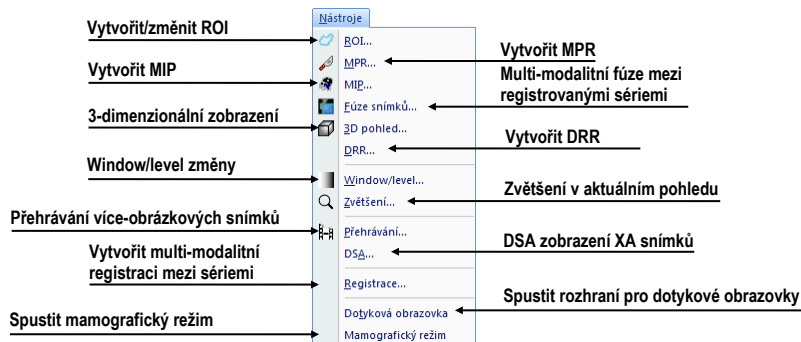 Nástroje
Vytvořit/změnit ROI
ROI...
Vytvořit MPR
MPR...
Vytvořit MIP
Multi-modalitní fúze mezi
registrovanými sériemi
MIP...
Fúze snímků...
3-dimenzionální zobrazení
3D pohled...
Vytvořit DRR
DRR...
Window/level změny
Window/level...
Zvětšení v aktuálním pohledu
Zvětšení...
Přehrávání více-obrázkových snímků
Přehrávání...
DSA zobrazení XA snímků
DSA...
Vytvořit multi-modalitní
registraci mezi sériemi
Registrace...
Spustit rozhraní pro dotykové obrazovky
Dotyková obrazovka
Spustit mamografický režim
Mamografický režim